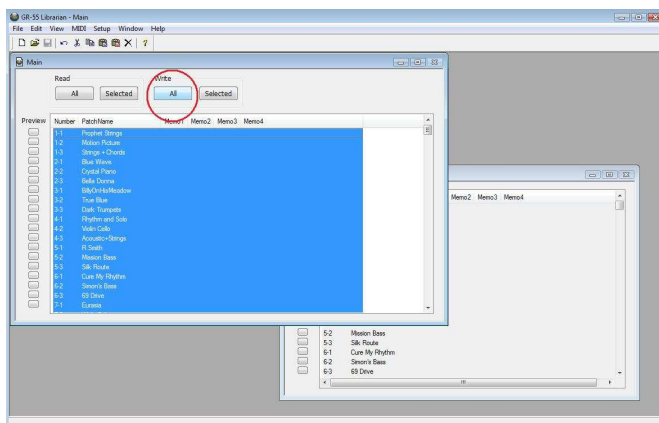 GR-55 Librarian - Main
File Edit View MIDI Setup Window Help
Main
Read Write
All Selected All Selected
Preview Number PatchName Memo1 Memo2 Memo3 Memo4
1-1 Prophet Strings
1-2 Motion Picture
1-3 Strings + Chords
2-1 Blue Wave
2-2 Crystal Piano
2-3 Bella Donna
3-1 BillyOnHisMeadow
3-2 True Blue
3-3 Dark Trumpets
4-1 Rhythm and Solo
4-2 Violin Cello
4-3 Acoustic+Strings
5-1 R.Smith
5-2 Mission Bass
5-3 Silk Route
6-1 Cure My Rhythm
6-2 Simon's Bass
6-3 69 Drive
7-1 Eurasia
Memo2 Memo3 Memo4
5-2 Mission Bass
5-3 Silk Route
6-1 Cure My Rhythm
6-2 Simon's Bass
6-3 69 Drive